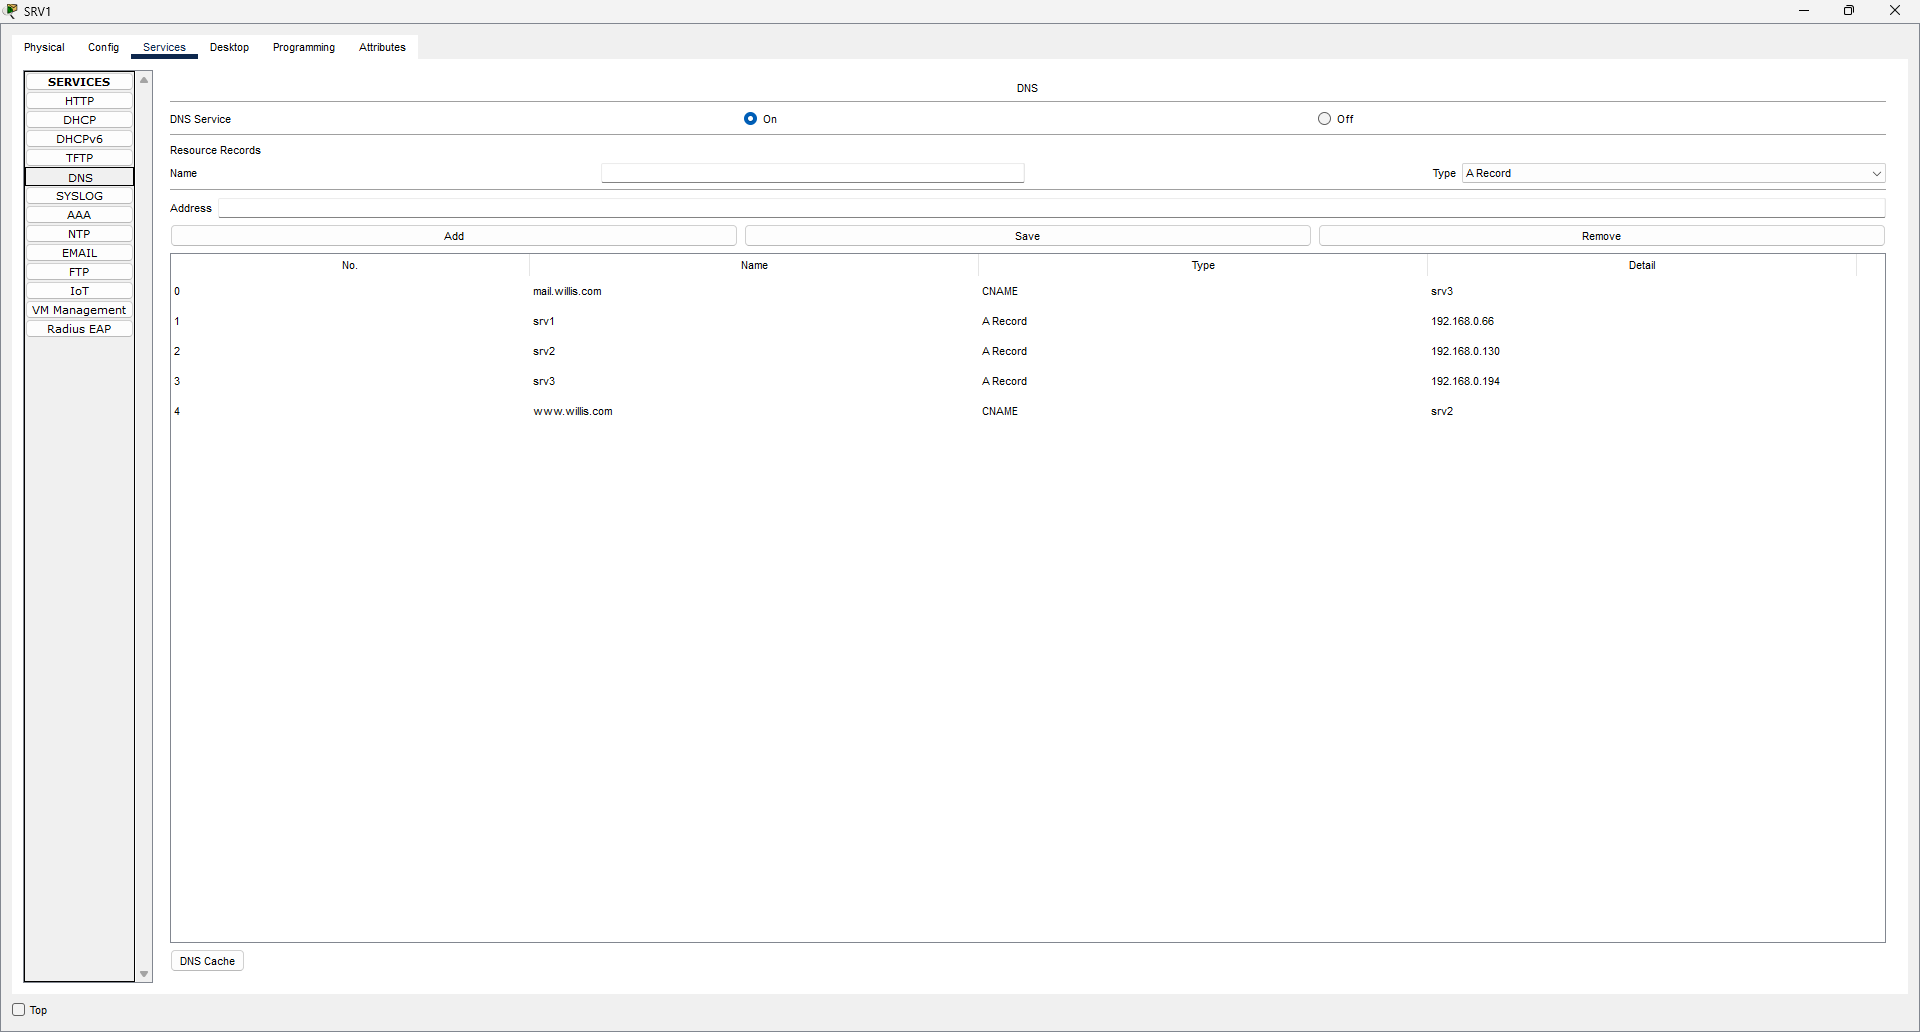 SRV1
Physical Config Services Desktop Programming Attributes
SERVICES
HTTP
DHCP
DHCPv6
TFTP
DNS
SYSLOG
AAA
NTP
EMAIL
FTP
IoT
VM Management
Radius EAP
DNS
DNS Service On Off
Resource Records
Name Type A Record
Address
Add Save Remove
No. Name Type Detail
0 mail.willis.com CNAME srv3
1 srv1 A Record 192.168.0.66
2 srv2 A Record 192.168.0.130
3 srv3 A Record 192.168.0.194
4 www.willis.com CNAME srv2
DNS Cache
Top